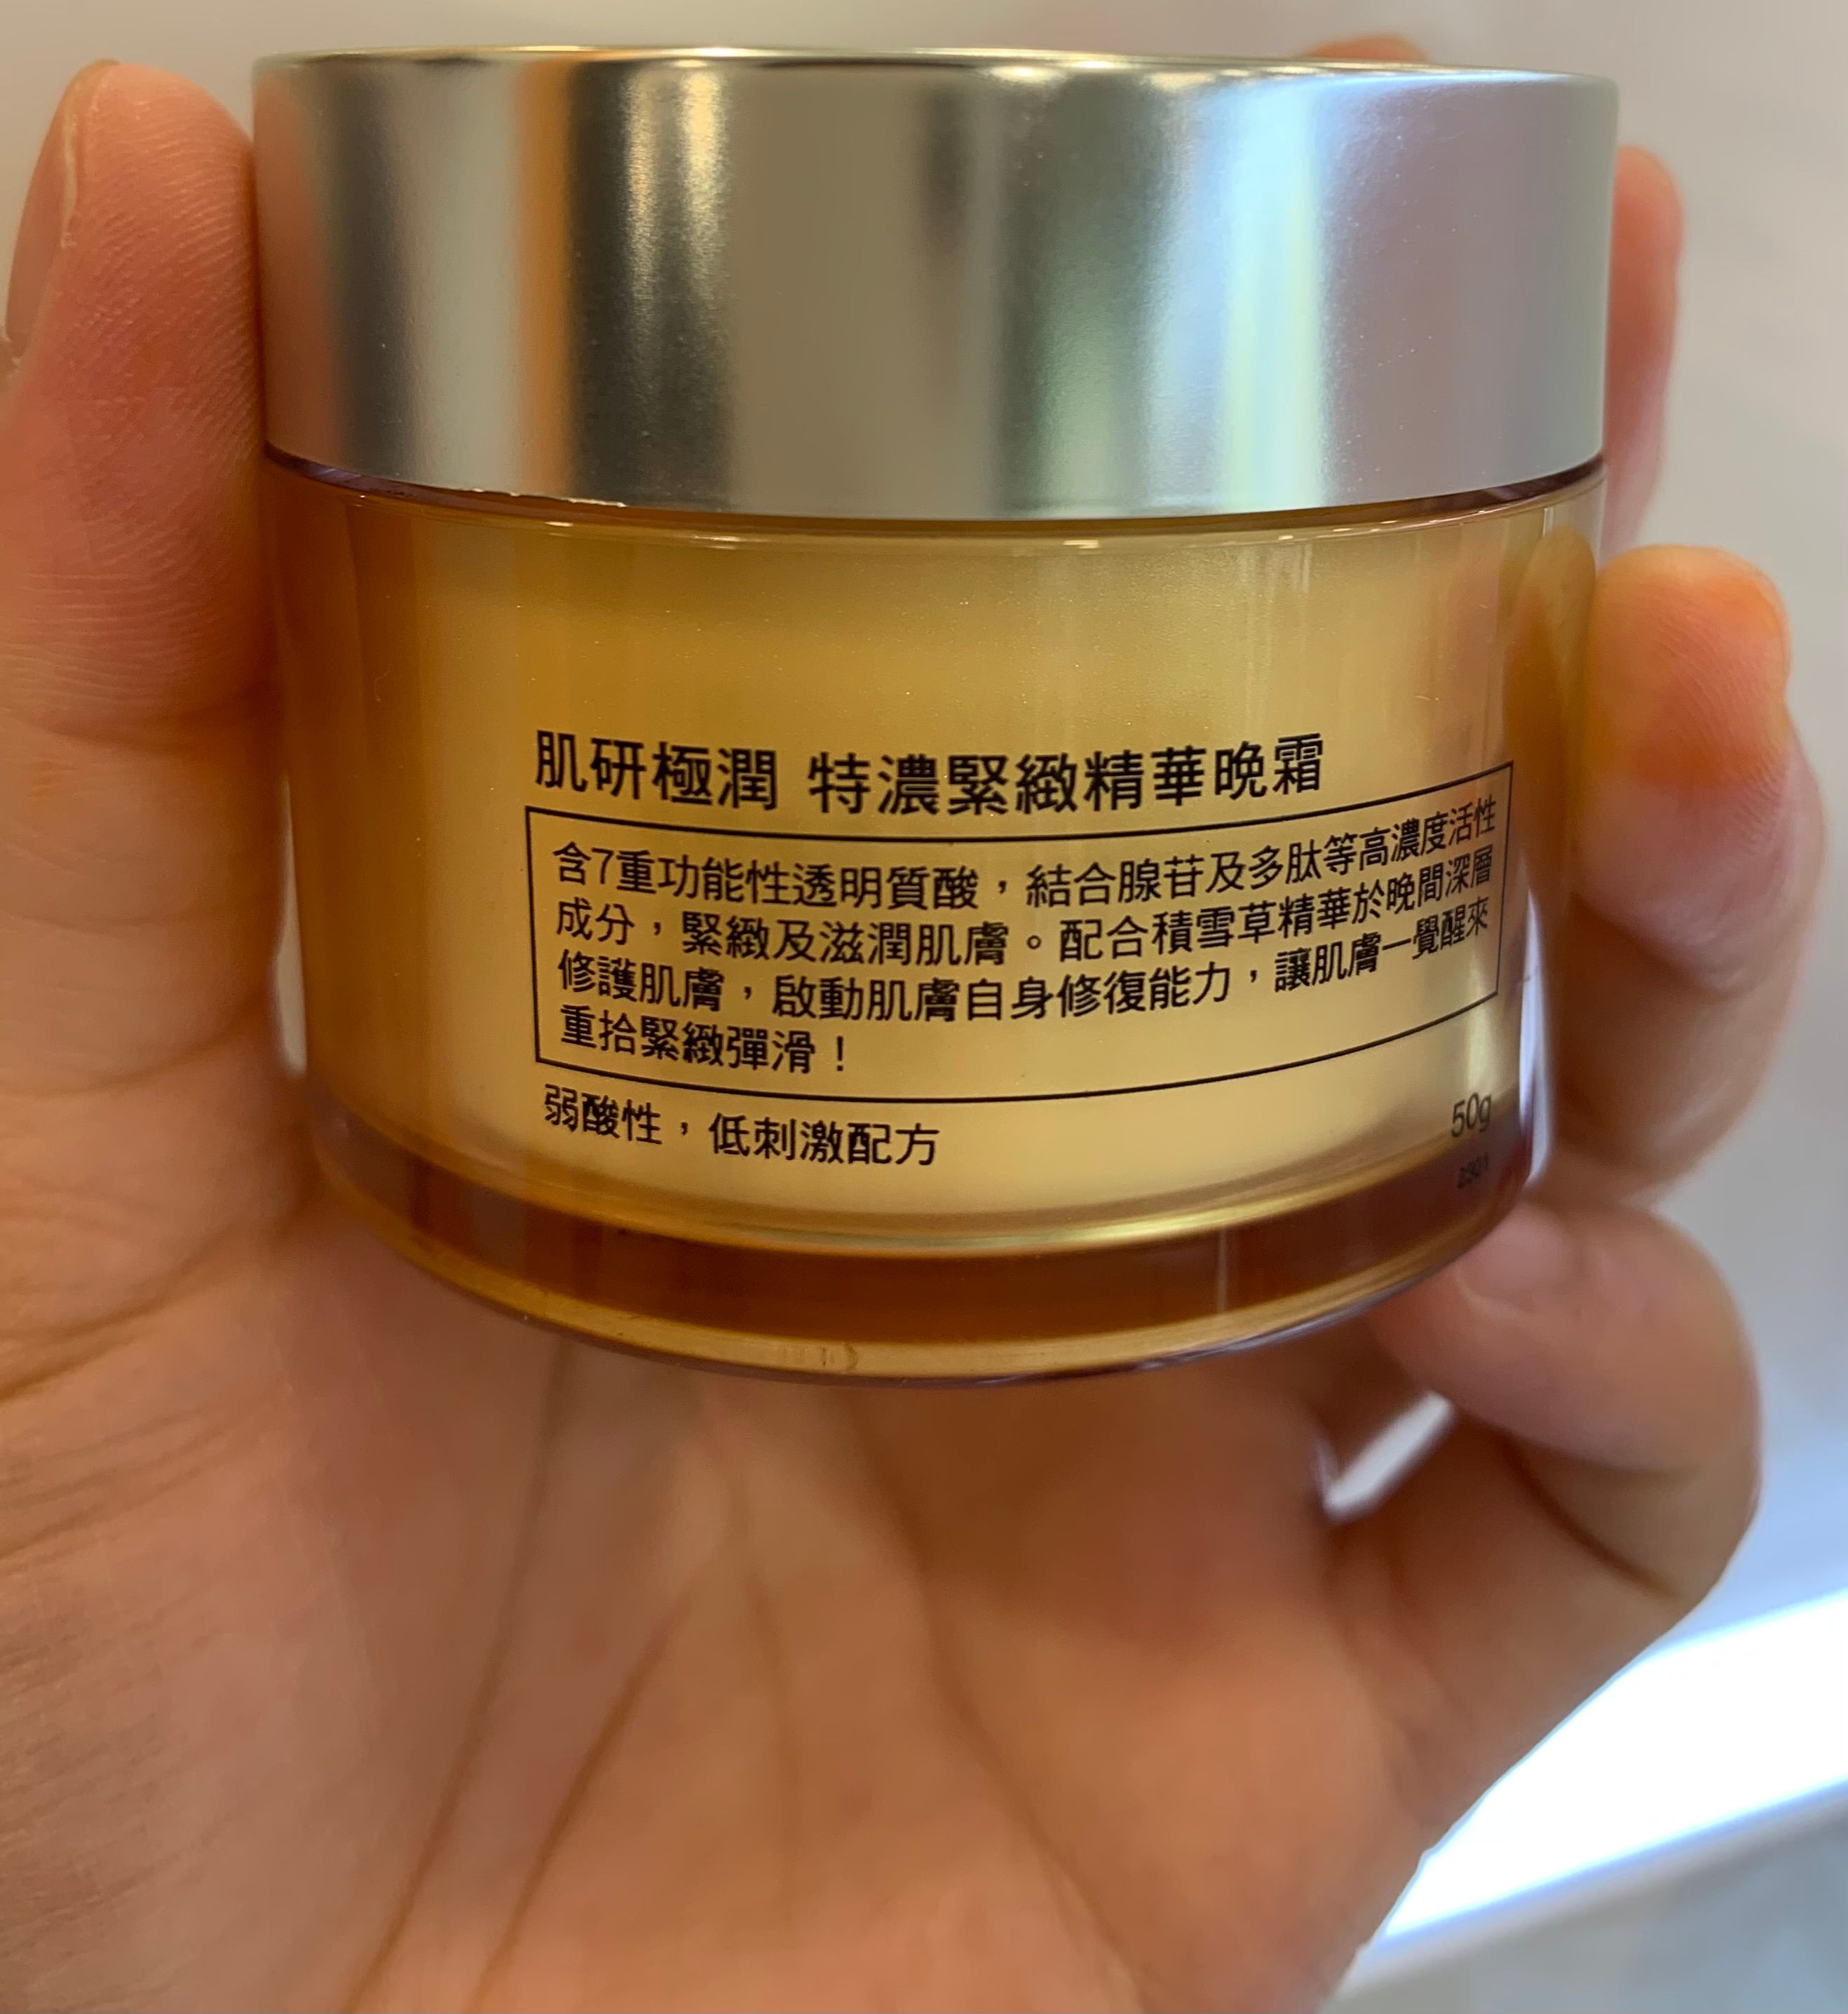 肌研極潤 特濃緊緻精華晚霜
含7重功能性透明質酸，結合腺苷及多肽等高濃度活性
成分，緊緻及滋潤肌膚。配合積雪草精華於晚間深層
修護肌膚，啟動肌膚自身修復能力，讓肌膚一覺醒來
重拾緊緻彈滑！
弱酸性，低刺激配方
50g